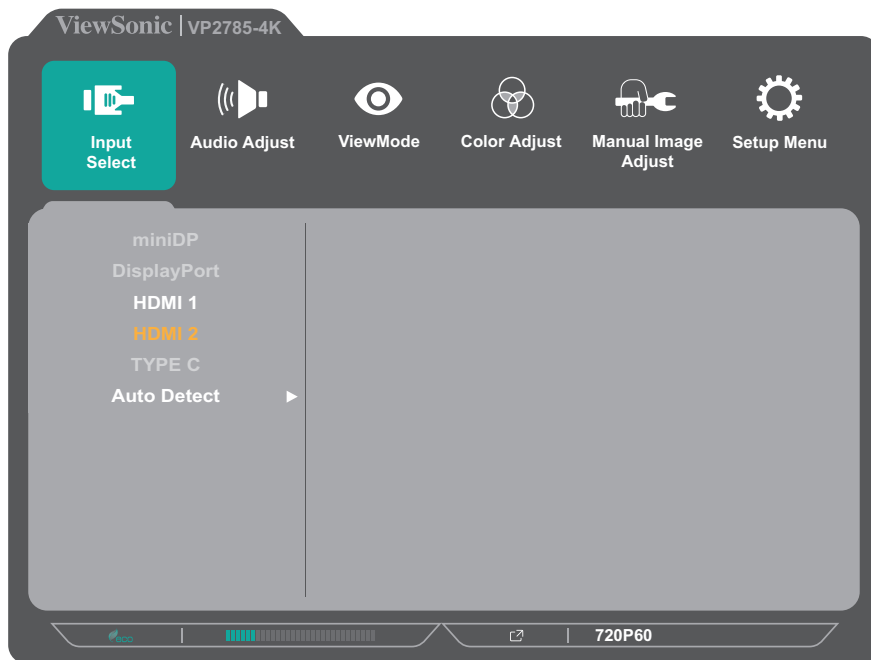 ViewSonic | VP2785-4K
Input
Select
Audio Adjust
ViewMode
Color Adjust
Manual Image
Adjust
Setup Menu
miniDP
DisplayPort
HDMI 1
HDMI 2
TYPE C
Auto Detect
eco
720P60